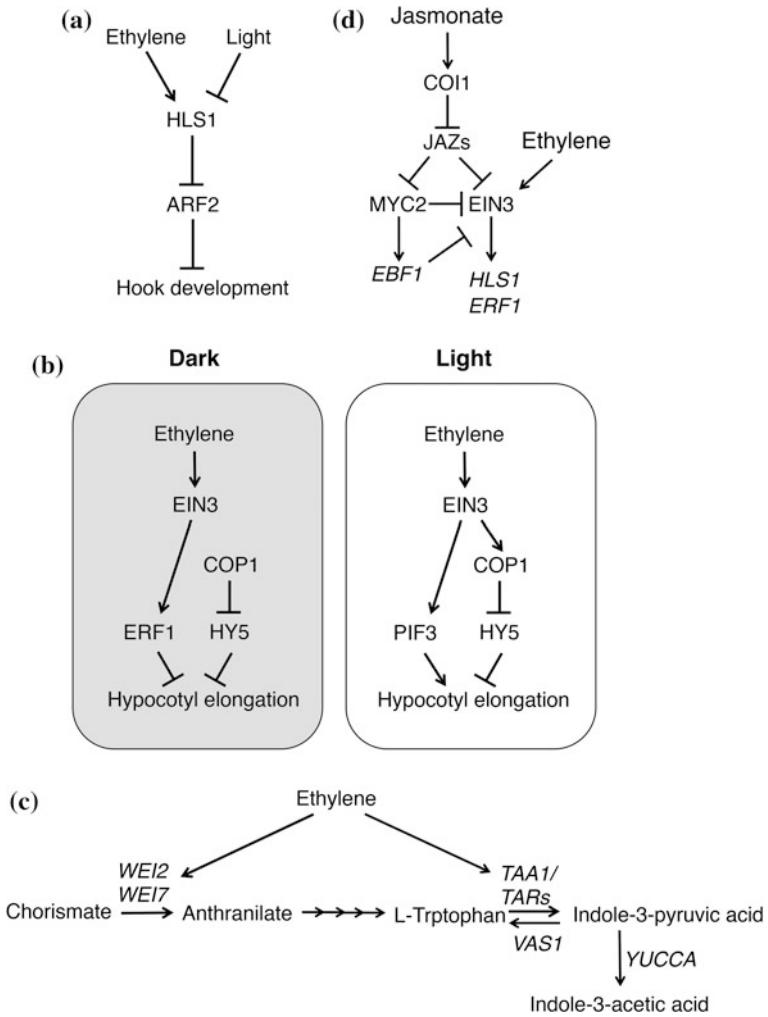 (a)
Ethylene Light
HLS1
ARF2
Hook development
(d)
Jasmonate
COI1
JAZs
Ethylene
MYC2 EIN3
EBF1 HLS1
ERF1
(b)
Dark
Ethylene
EIN3
COP1
ERF1 HY5
Hypocotyl elongation
Light
Ethylene
EIN3
COP1
PIF3 HY5
Hypocotyl elongation
(c)
Ethylene
WEI2
WEI7
TAA1/
TARs
Chorismate Anthranilate L-Trptophan Indole-3-pyruvic acid
VAS1
YUCCA
Indole-3-acetic acid